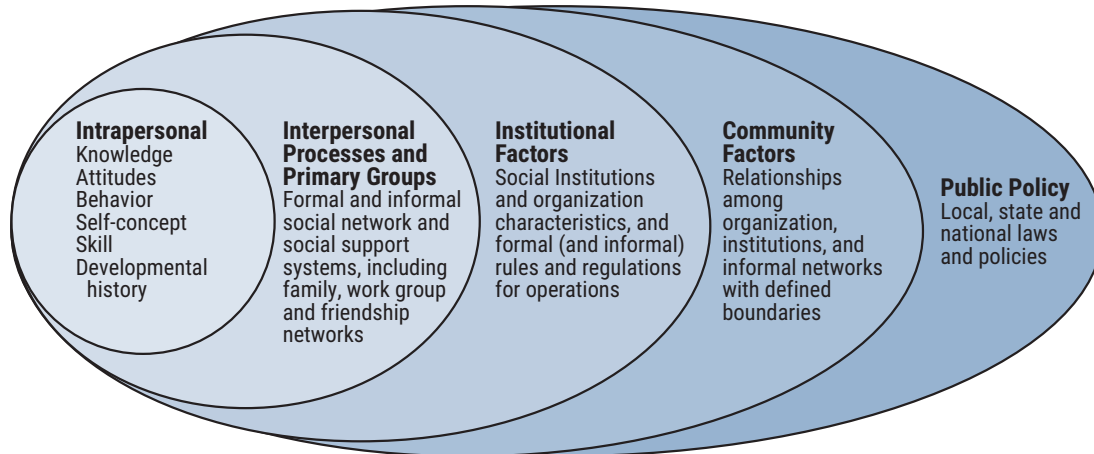 Intrapersonal
Knowledge
Attitudes
Behavior
Self-concept
Skill
Developmental
history
Interpersonal
Processes and
Primary Groups
Formal and informal
social network and
social support
systems, including
family, work group
and friendship
networks
Institutional
Factors
Social Institutions
and organization
characteristics, and
formal (and informal)
rules and regulations
for operations
Community
Factors
Relationships
among
organization,
institutions, and
informal networks
with defined
boundaries
Public Policy
Local, state and
national laws
and policies